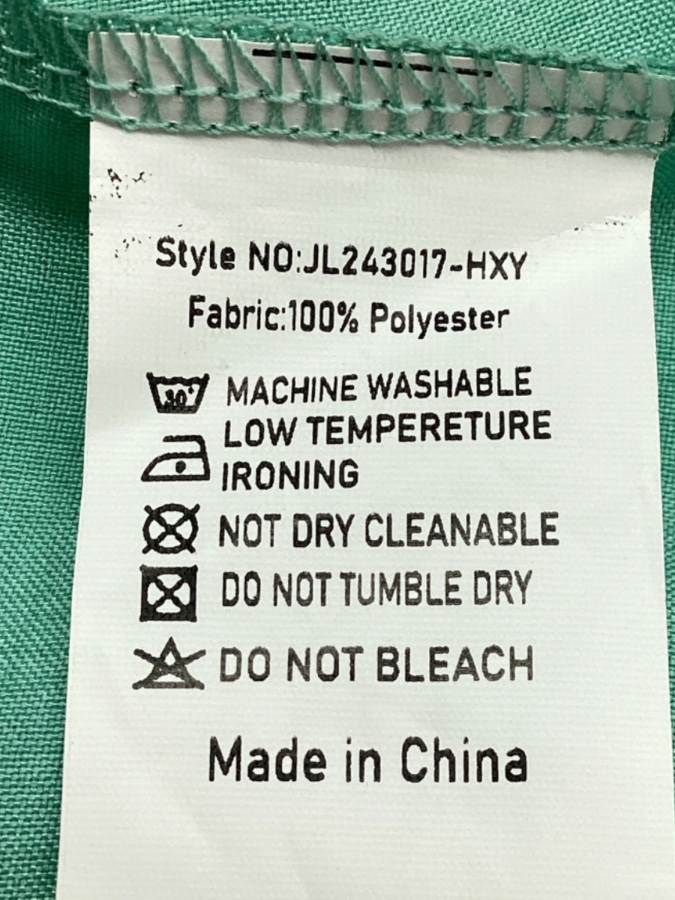 Style NO:JL243017-HXY
Fabric:100% Polyester
30° MACHINE WASHABLE
LOW TEMPERETURE
IRONING
NOT DRY CLEANABLE
DO NOT TUMBLE DRY
DO NOT BLEACH
Made in China